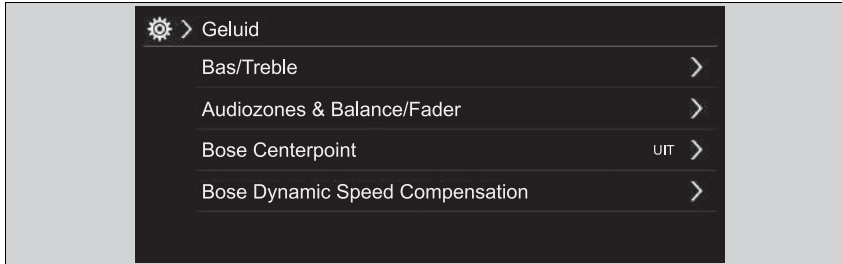 Geluid
Bas/Treble
Audiozones & Balance/Fader
Bose Centerpoint UIT
Bose Dynamic Speed Compensation